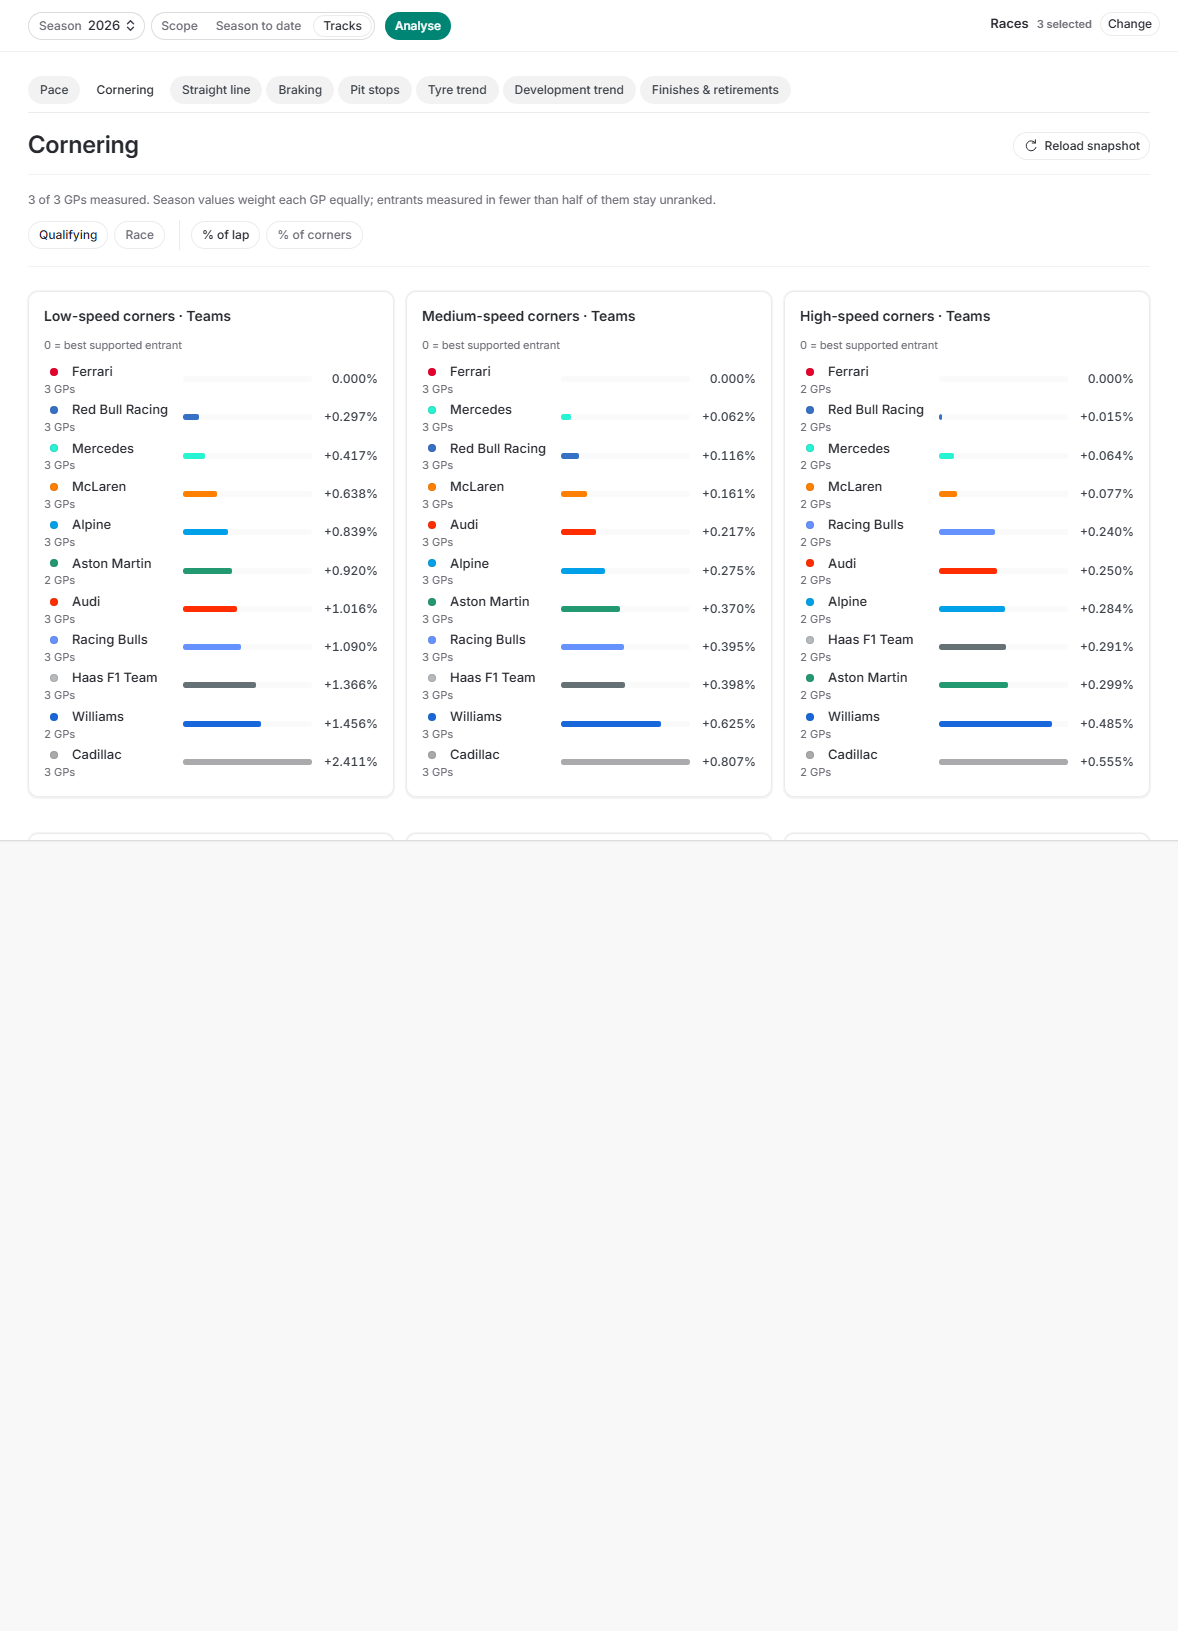 Season 2026
Scope Season to date Tracks
Analyse
Races 3 selected Change
Pace Cornering Straight line Braking Pit stops Tyre trend Development trend Finishes & retirements
Cornering
Reload snapshot
3 of 3 GPs measured. Season values weight each GP equally; entrants measured in fewer than half of them stay unranked.
Qualifying Race % of lap % of corners
Low-speed corners · Teams
0 = best supported entrant
Ferrari 0.000%
3 GPs
Red Bull Racing +0.297%
3 GPs
Mercedes +0.417%
3 GPs
McLaren +0.638%
3 GPs
Alpine +0.839%
3 GPs
Aston Martin +0.920%
2 GPs
Audi +1.016%
3 GPs
Racing Bulls +1.090%
3 GPs
Haas F1 Team +1.366%
3 GPs
Williams +1.456%
2 GPs
Cadillac +2.411%
3 GPs
Medium-speed corners · Teams
0 = best supported entrant
Ferrari 0.000%
3 GPs
Mercedes +0.062%
3 GPs
Red Bull Racing +0.116%
3 GPs
McLaren +0.161%
3 GPs
Audi +0.217%
3 GPs
Alpine +0.275%
3 GPs
Aston Martin +0.370%
3 GPs
Racing Bulls +0.395%
3 GPs
Haas F1 Team +0.398%
3 GPs
Williams +0.625%
3 GPs
Cadillac +0.807%
3 GPs
High-speed corners · Teams
0 = best supported entrant
Ferrari 0.000%
2 GPs
Red Bull Racing +0.015%
2 GPs
Mercedes +0.064%
2 GPs
McLaren +0.077%
2 GPs
Racing Bulls +0.240%
2 GPs
Audi +0.250%
2 GPs
Alpine +0.284%
2 GPs
Haas F1 Team +0.291%
2 GPs
Aston Martin +0.299%
2 GPs
Williams +0.485%
2 GPs
Cadillac +0.555%
2 GPs